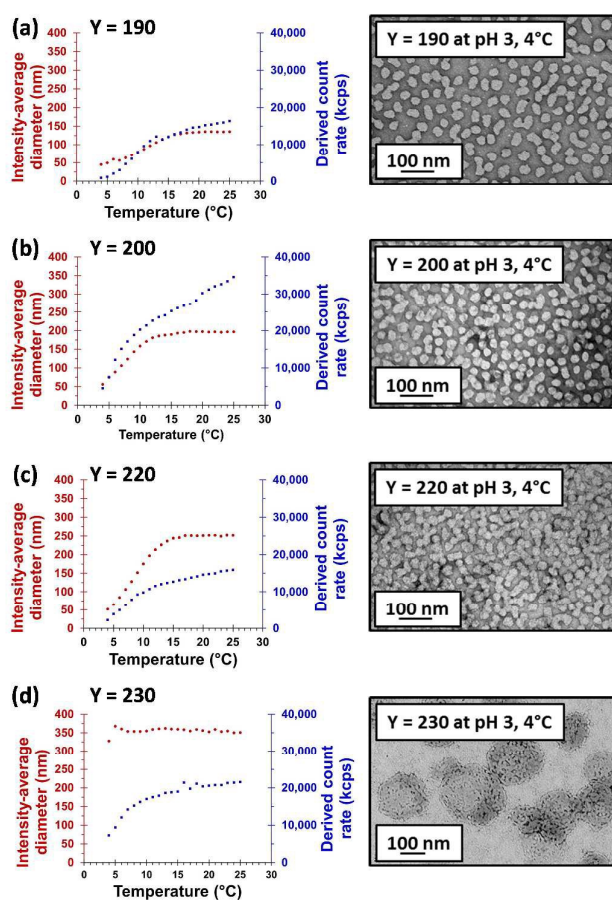 (a)
Y = 190
Intensity-average
diameter (nm)
400
350
300
250
200
150
100
50
0
0
5
10
15
20
25
30
Temperature (°C)
40,000
30,000
20,000
10,000
0
Derived count
rate (kcps)
Y = 190 at pH 3, 4°C
100 nm
(b)
Y = 200
Intensity-average
diameter (nm)
400
350
300
250
200
150
100
50
0
0
5
10
15
20
25
30
Temperature (°C)
40,000
30,000
20,000
10,000
0
Derived count
rate (kcps)
Y = 200 at pH 3, 4°C
100 nm
(c)
Y = 220
Intensity-average
diameter (nm)
400
350
300
250
200
150
100
50
0
0
5
10
15
20
25
30
Temperature (°C)
40,000
30,000
20,000
10,000
0
Derived count
rate (kcps)
Y = 220 at pH 3, 4°C
100 nm
(d)
Y = 230
Intensity-average
diameter (nm)
400
350
300
250
200
150
100
50
0
0
5
10
15
20
25
30
Temperature (°C)
40,000
30,000
20,000
10,000
0
Derived count
rate (kcps)
Y = 230 at pH 3, 4°C
100 nm